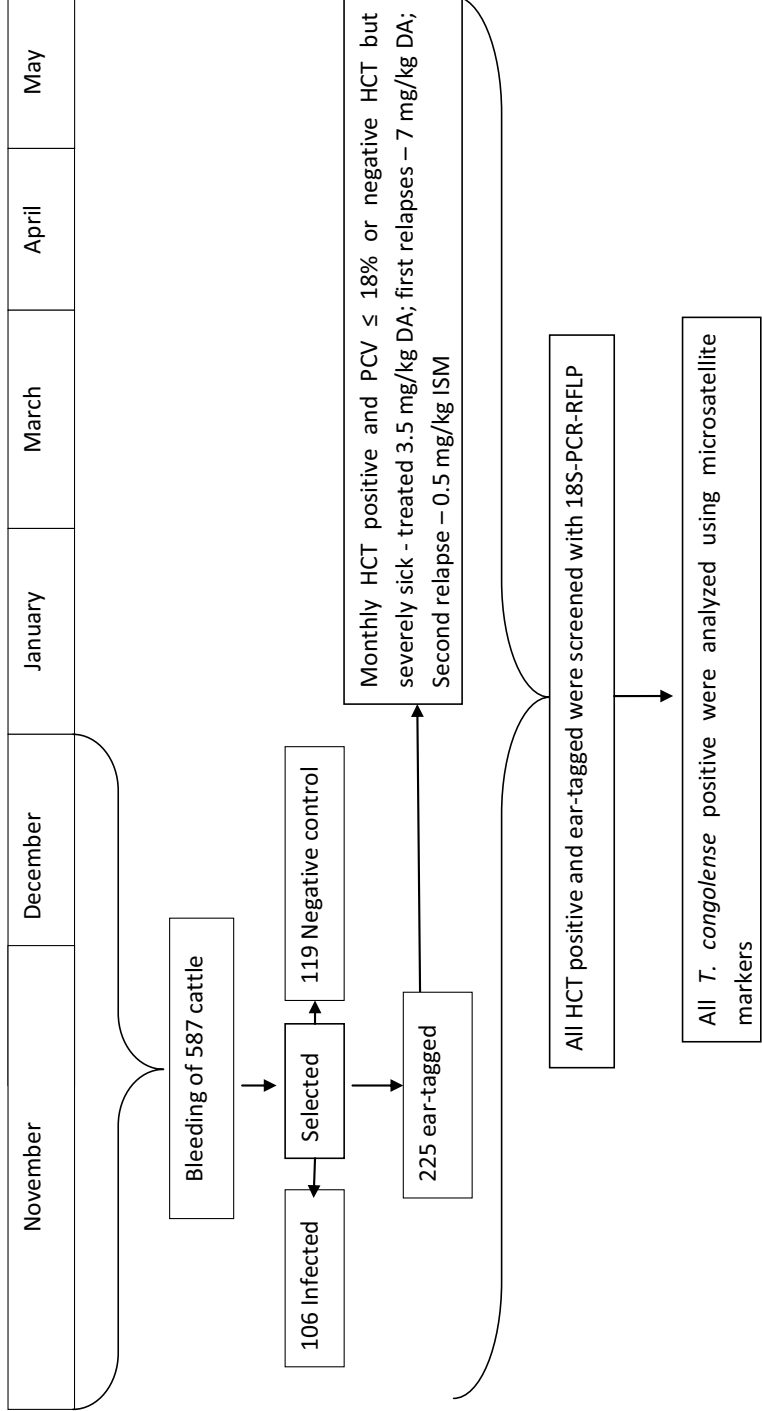 November
December
January
March
April
May
Bleeding of 587 cattle
106 Infected
Selected
119 Negative control
225 ear-tagged
Monthly HCT positive and PCV ≤ 18% or negative HCT but
severely sick - treated 3.5 mg/kg DA; first relapses – 7 mg/kg DA;
Second relapse – 0.5 mg/kg ISM
All HCT positive and ear-tagged were screened with 18S-PCR-RFLP
All T. congolense positive were analyzed using microsatellite
markers